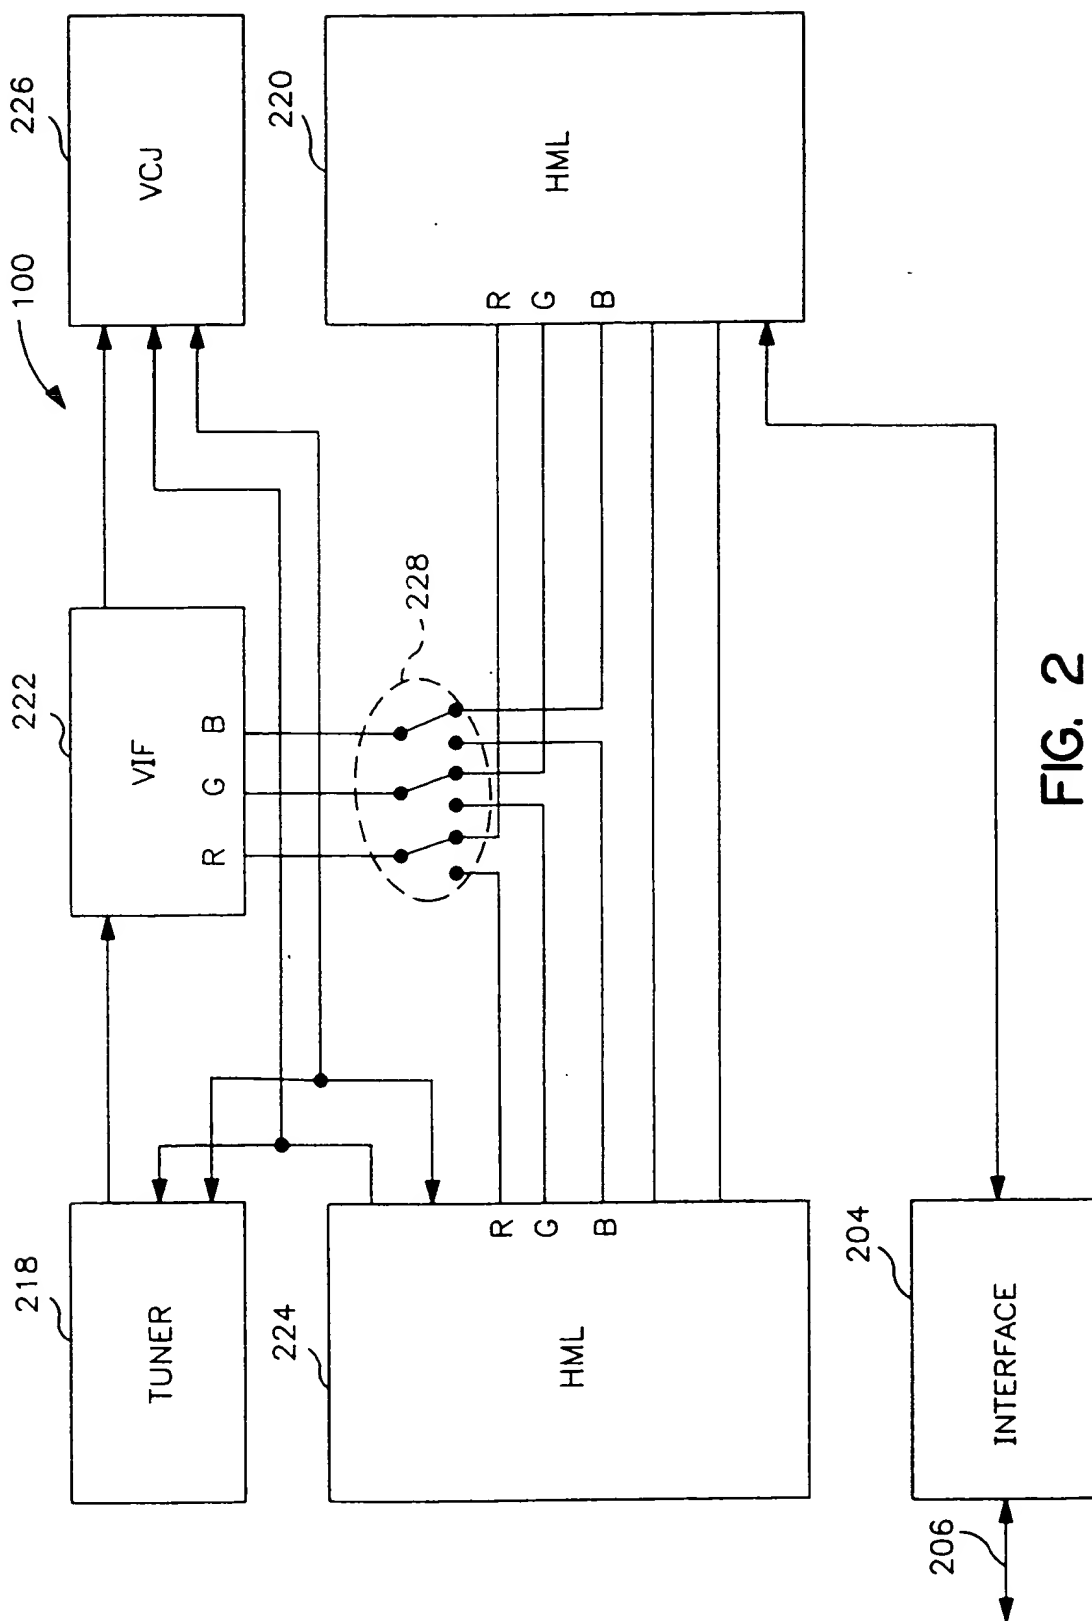 218
TUNER
222
VIF
R
G
B
100
226
VCJ
224
HML
R
G
B
228
220
HML
R
G
B
206
204
INTERFACE
FIG. 2